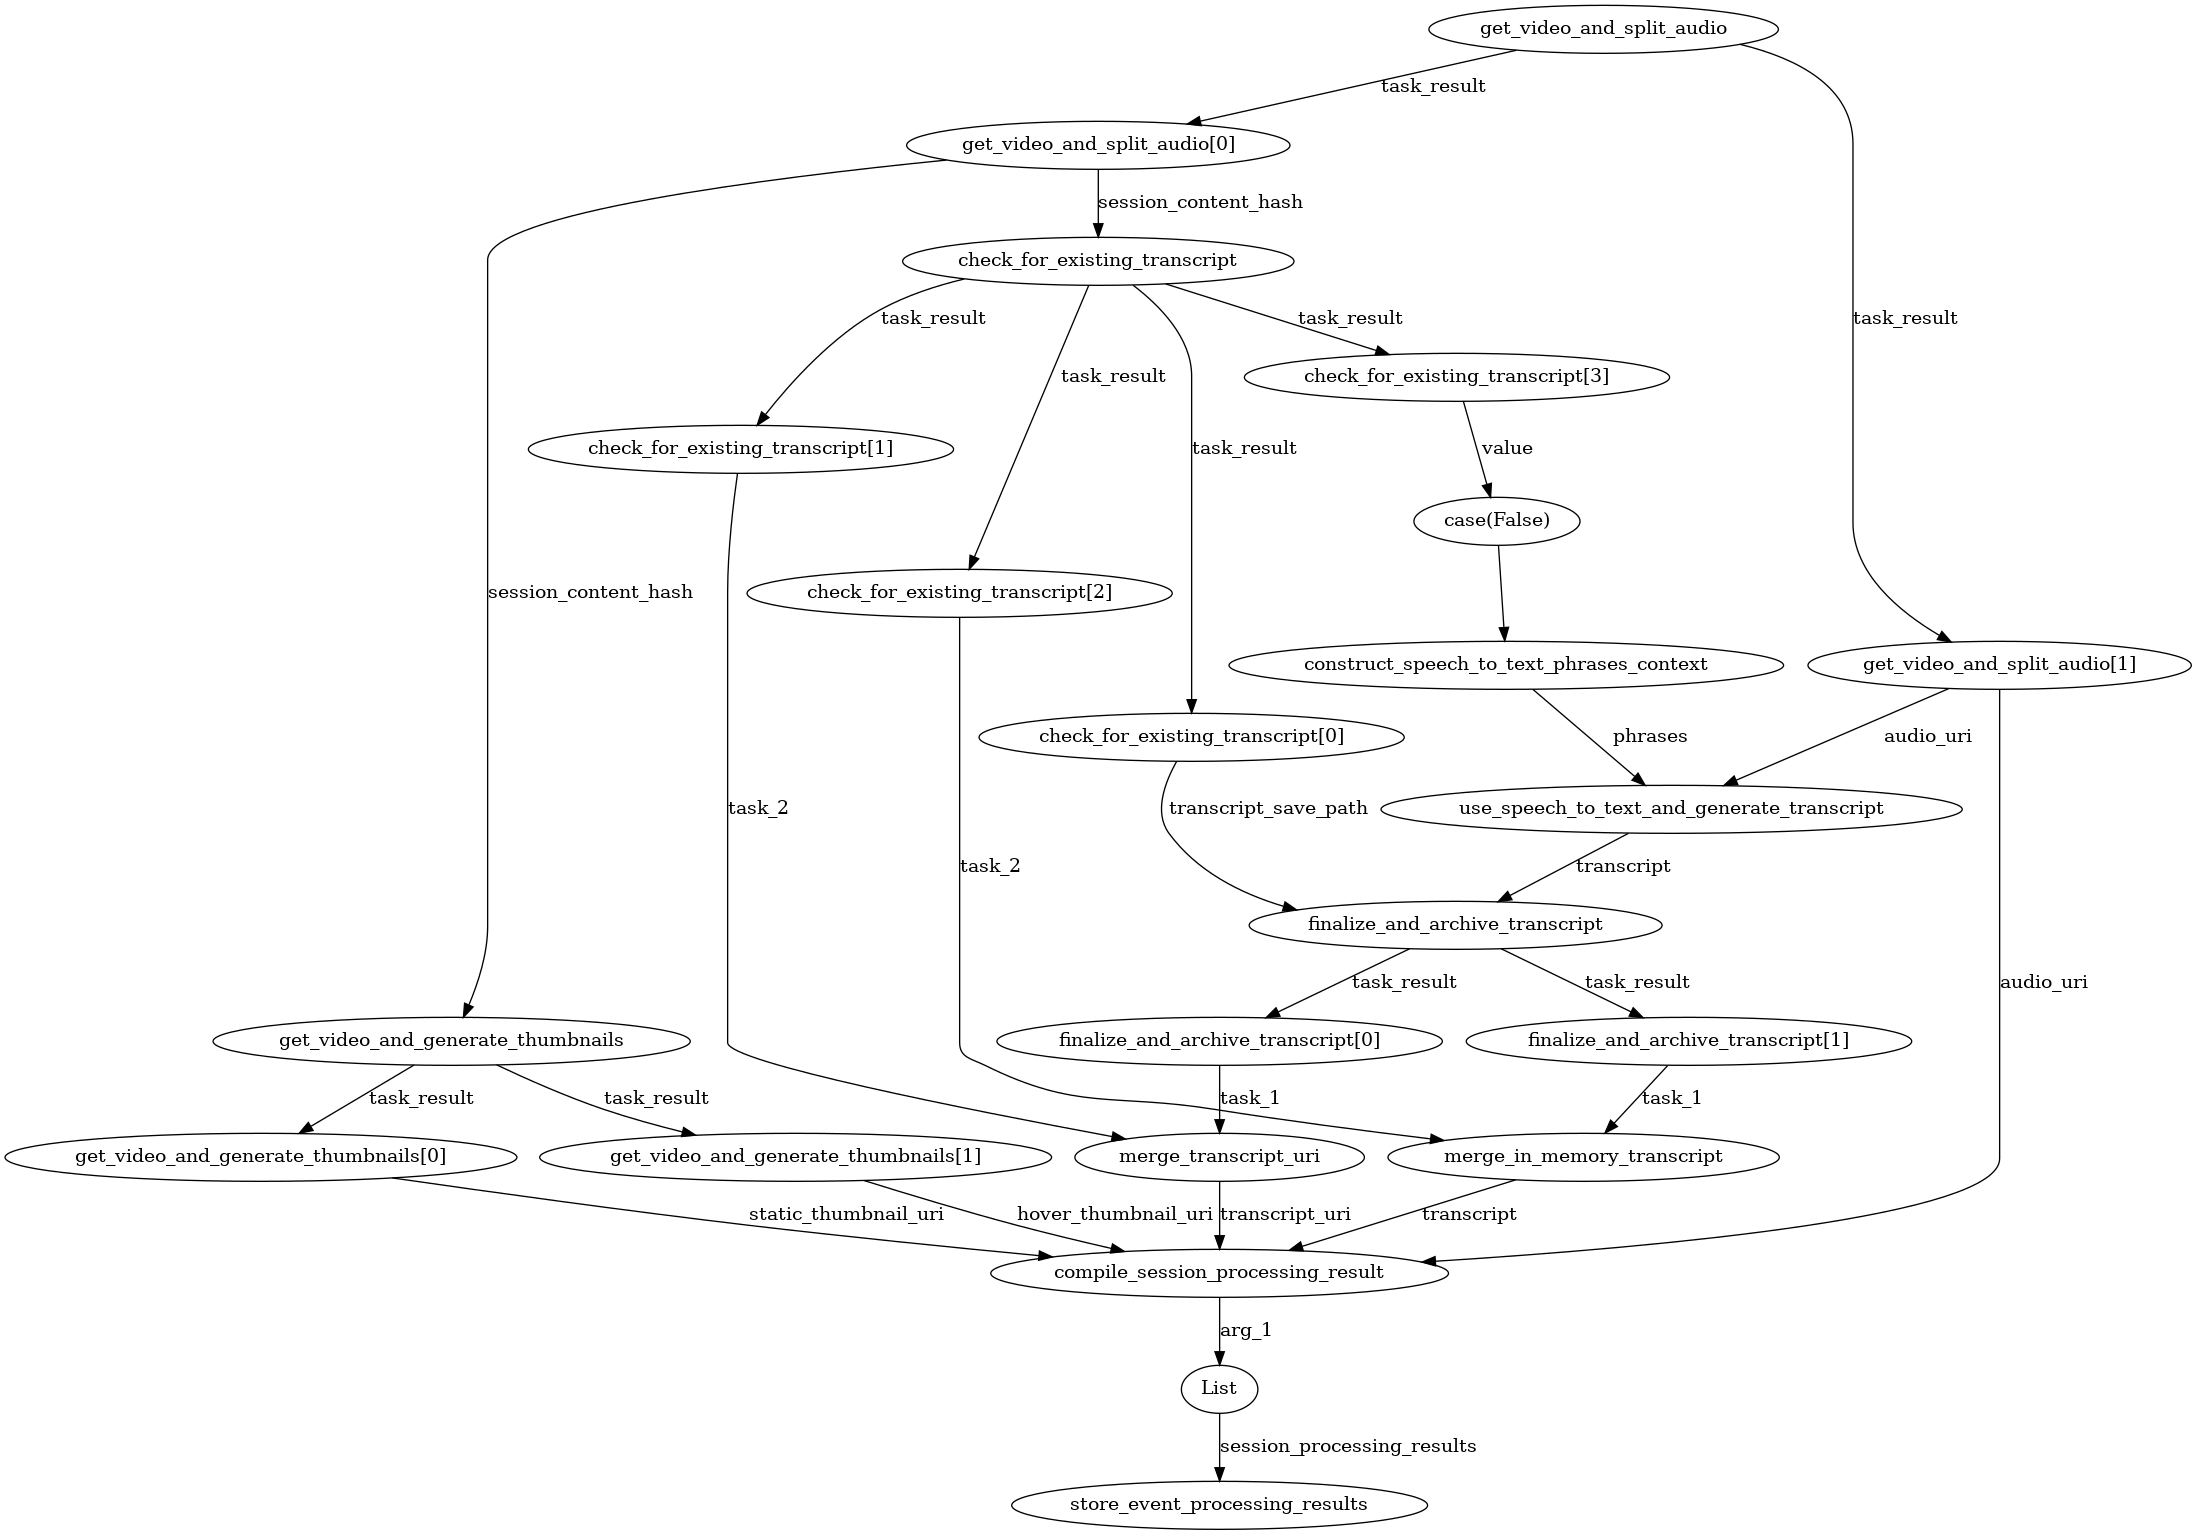 get_video_and_split_audio
task_result
get_video_and_split_audio[0]
session_content_hash
check_for_existing_transcript
task_result
task_result
task_result
task_result
check_for_existing_transcript[3]
task_result
check_for_existing_transcript[1]
value
case(False)
session_content_hash
check_for_existing_transcript[2]
construct_speech_to_text_phrases_context
get_video_and_split_audio[1]
check_for_existing_transcript[0]
phrases
audio_uri
task_2
transcript_save_path
use_speech_to_text_and_generate_transcript
task_2
transcript
finalize_and_archive_transcript
task_result
task_result
audio_uri
get_video_and_generate_thumbnails
finalize_and_archive_transcript[0]
finalize_and_archive_transcript[1]
task_result
task_result
task_1
task_1
get_video_and_generate_thumbnails[0]
get_video_and_generate_thumbnails[1]
merge_transcript_uri
merge_in_memory_transcript
static_thumbnail_uri
hover_thumbnail_uri
transcript_uri
transcript
compile_session_processing_result
arg_1
List
session_processing_results
store_event_processing_results